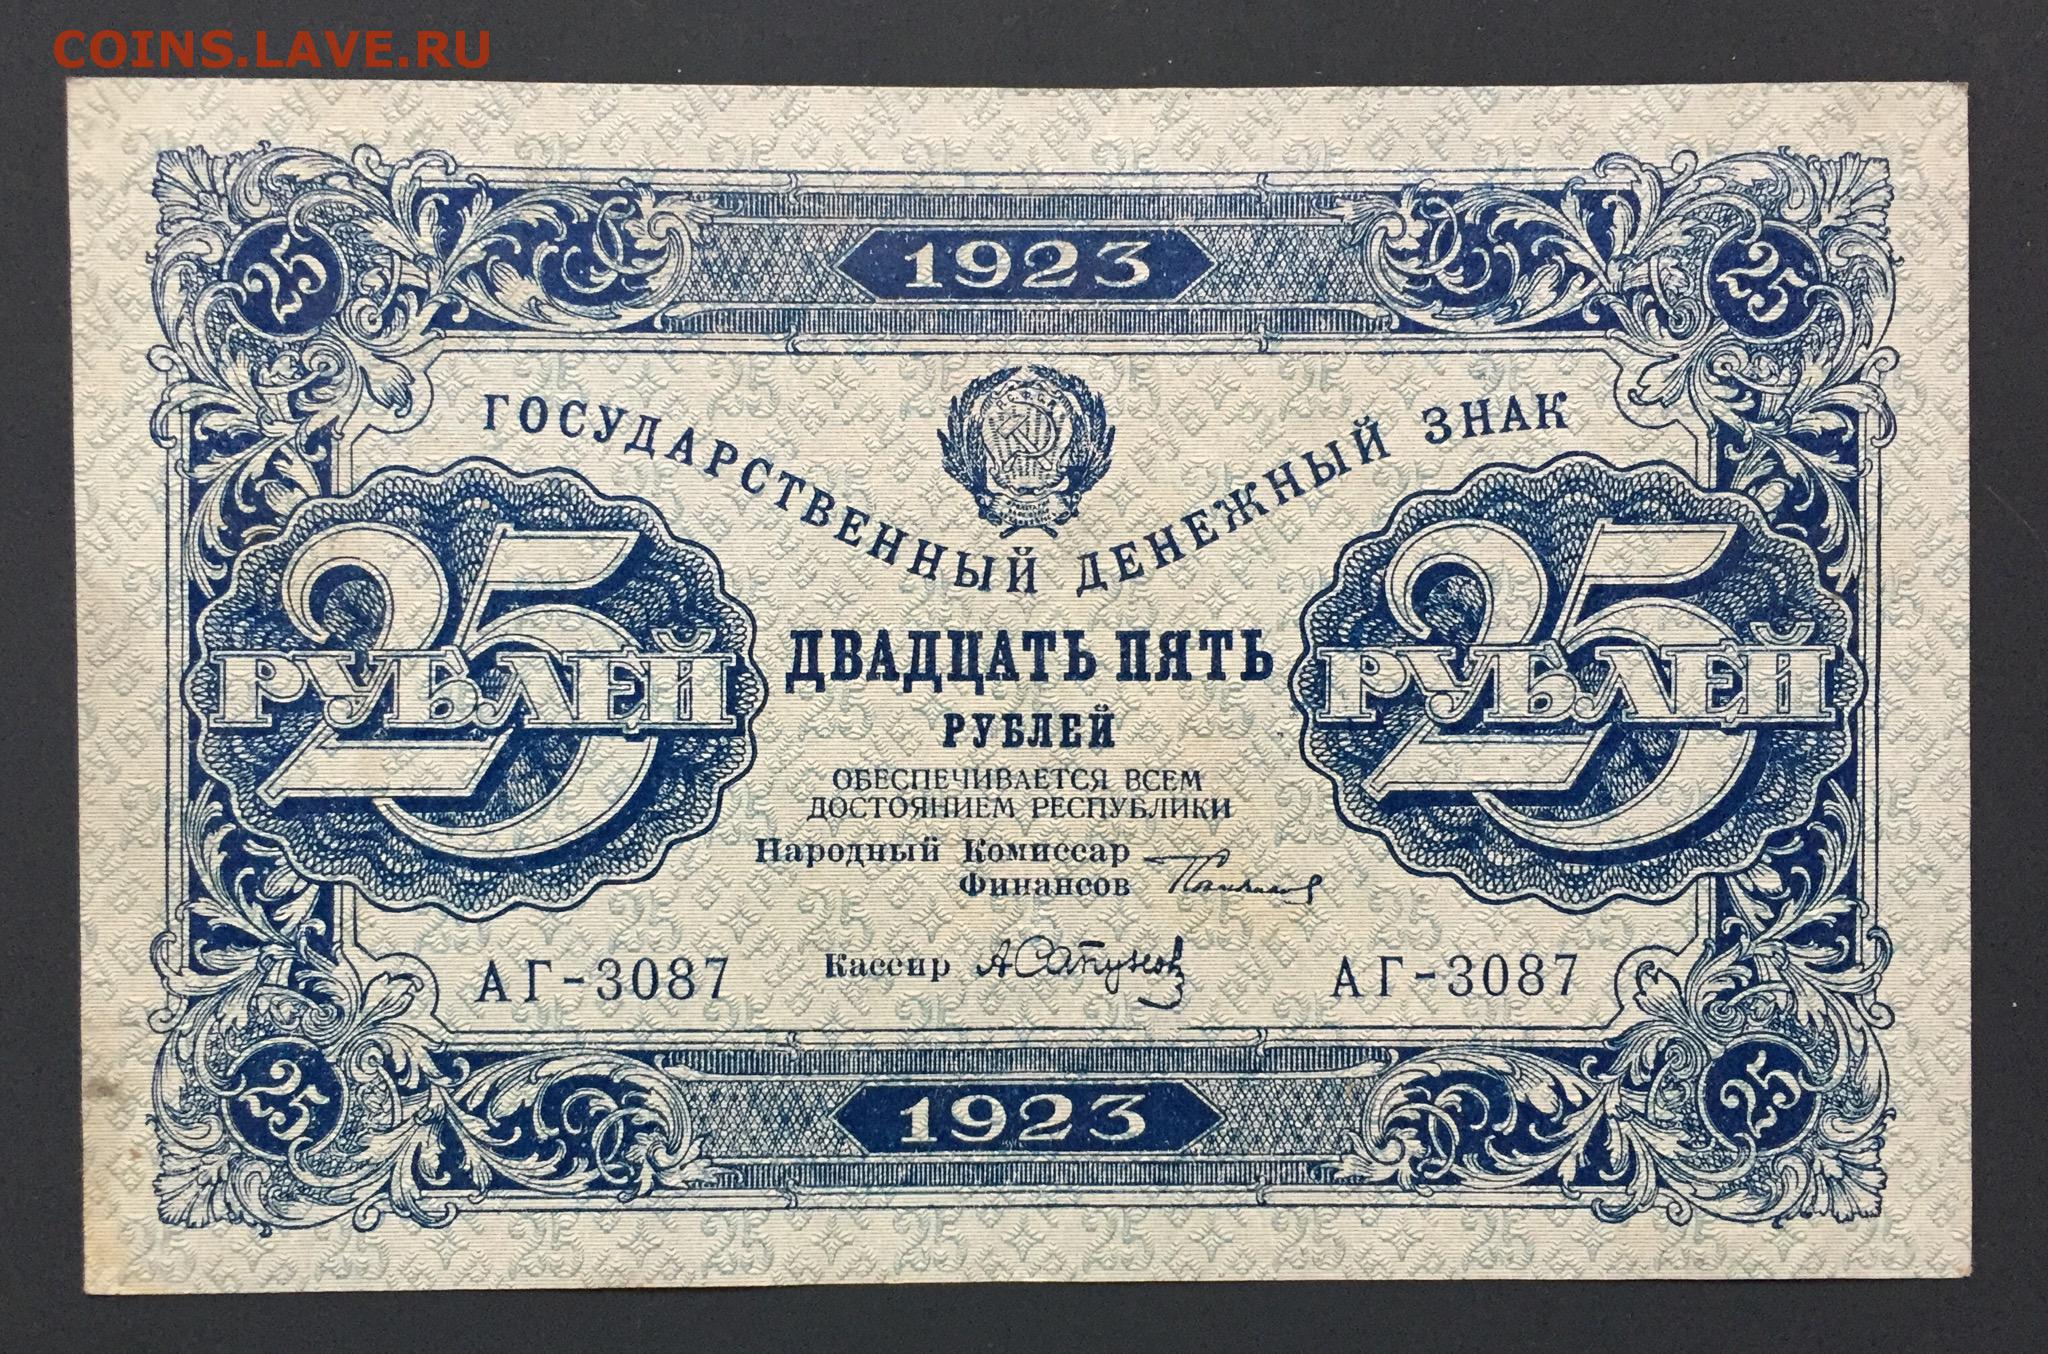 COINS.LAVE.RU
25 1923 25
ГОСУДАРСТВЕННЫЙ ДЕНЕЖНЫЙ ЗНАК
25 РУБЛЕЙ
ДВАДЦАТЬ ПЯТЬ
РУБЛЕЙ
25 РУБЛЕЙ
ОБЕСПЕЧИВАЕТСЯ ВСЕМ
ДОСТОЯНИЕМ РЕСПУБЛИКИ
Народный Комиссар
Финансов
АГ-3087 Кассир АГ-3087
25 1923 25